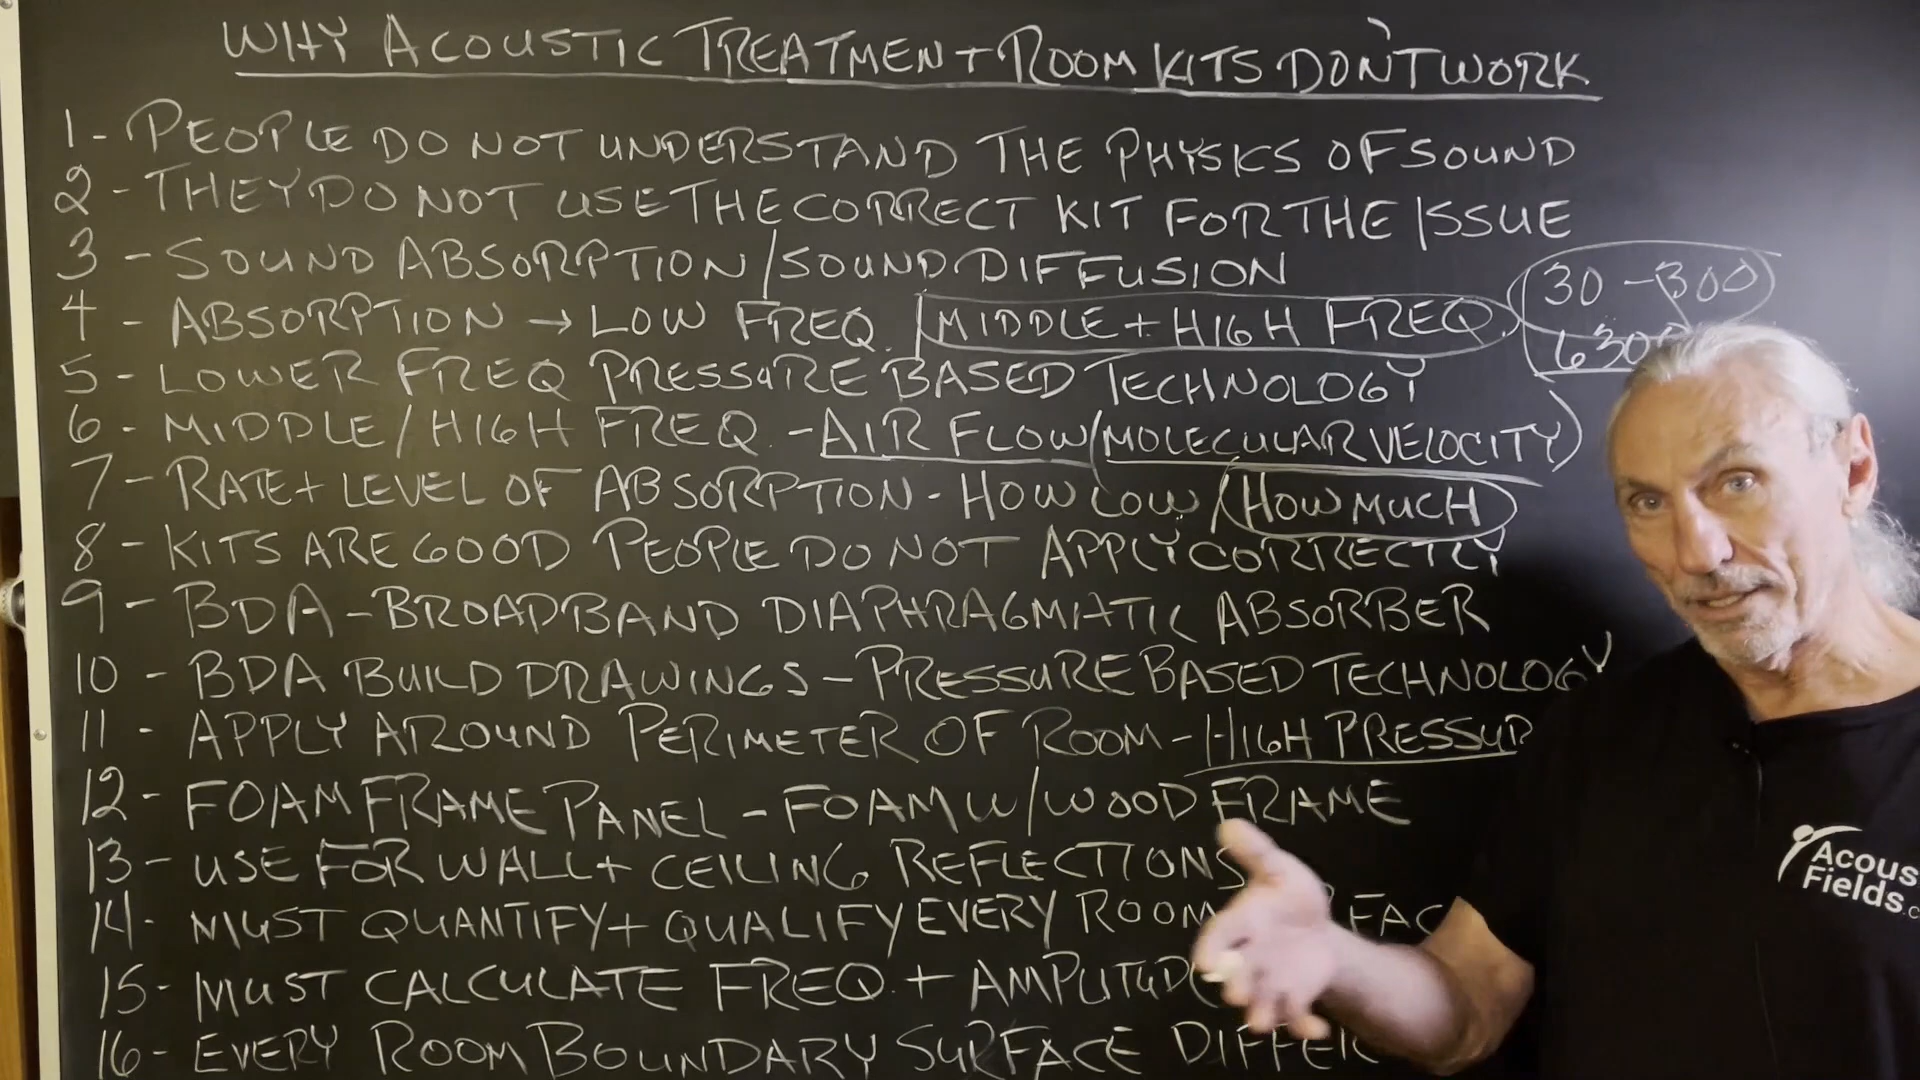 WHY ACOUSTIC TREATMENT ROOM KITS DON'T WORK
1 - PEOPLE DO NOT UNDERSTAND THE PHYSICS OF SOUND
2 - THEY DO NOT USE THE CORRECT KIT FOR THE ISSUE
3 - SOUND ABSORPTION / SOUND DIFFUSION
30 - 300
4 - ABSORPTION → LOW FREQ. / MIDDLE + HIGH FREQ.
5 - LOWER FREQ PRESSURE BASED TECHNOLOGY
6 - MIDDLE / HIGH FREQ. - AIR FLOW (MOLECULAR VELOCITY)
7 - RATE + LEVEL OF ABSORPTION - HOW LOW / HOW MUCH
8 - KITS ARE GOOD PEOPLE DO NOT APPLY CORRECTLY
9 - BDA - BROADBAND DIAPHRAGMATIC ABSORBER
10 - BDA BUILD DRAWINGS - PRESSURE BASED TECHNOLOGY
11 - APPLY AROUND PERIMETER OF ROOM - HIGH PRESSUR
12 - FOAM FRAME PANEL - FOAM W/ WOOD FRAME
13 - USE FOR WALL + CEILING REFLECTIONS
14 - MUST QUANTIFY + QUALIFY EVERY ROOM FAC
15 - MUST CALCULATE FREQ. + AMPLITUD
16 - EVERY ROOM BOUNDARY SURFACE DIFFER
Acous
Fields.c